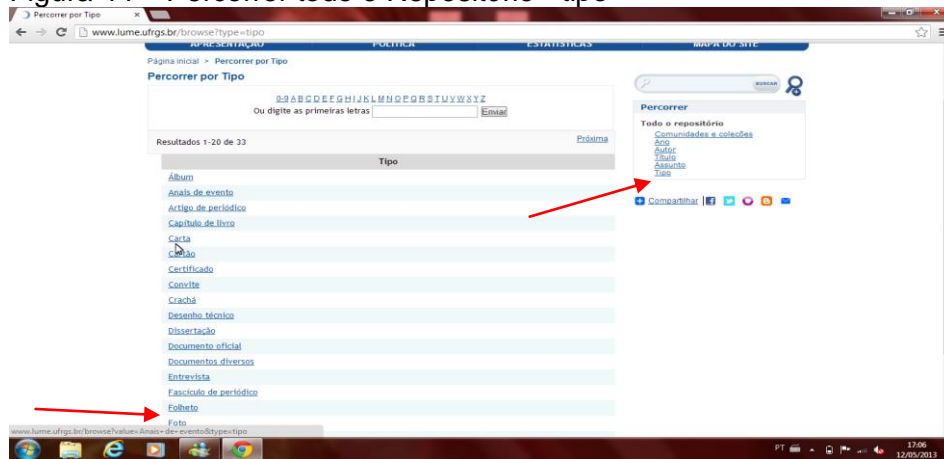 Percorrer por Tipo
www.lume.ufrgs.br/browse?type=tipo
APRESENTAÇÃO POLÍTICA ESTATÍSTICAS MAPA DO SITE
Página inicial > Percorrer por Tipo
Percorrer por Tipo
0-9 A B C D E F G H I J K L M N O P Q R S T U V W X Y Z
Ou digite as primeiras letras Enviar
Resultados 1-20 de 33 Próxima
Tipo
Álbum
Anais de evento
Artigo de periódico
Capítulo de livro
Carta
Cartão
Certificado
Convite
Crachá
Desenho técnico
Dissertação
Documento oficial
Documentos diversos
Entrevista
Fascículo de periódico
Folheto
Foto
BUSCAR
Percorrer
Todo o repositório
Comunidades e coleções
Ano
Autor
Título
Assunto
Tipo
Compartilhar
www.lume.ufrgs.br/browse?value=Anais+de+evento&type=tipo
PT
17:06
12/05/2013